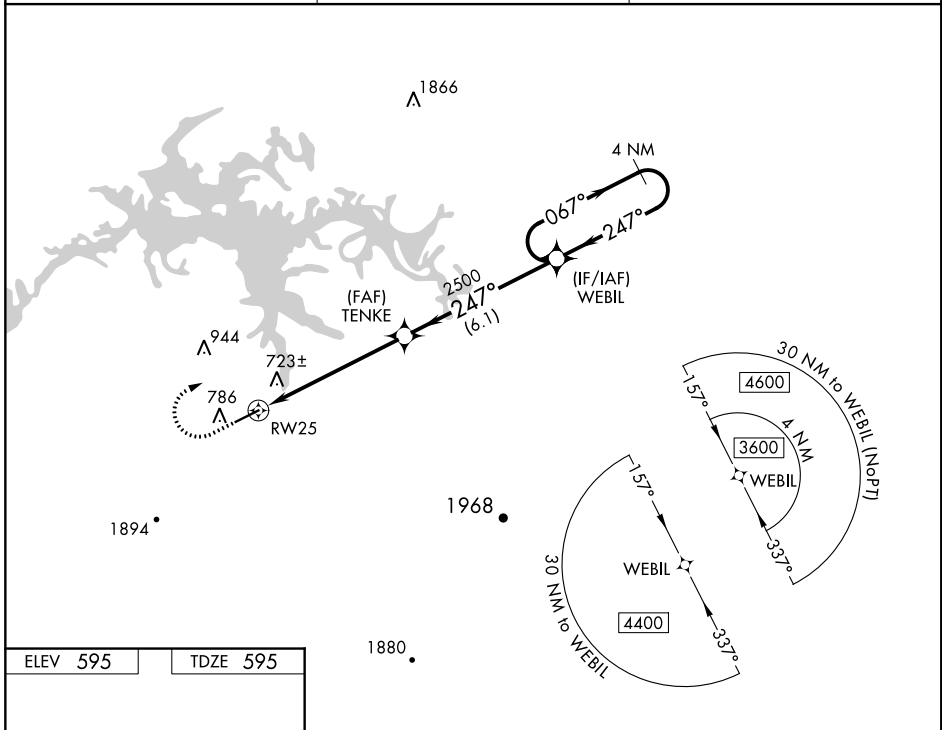 1866
4 NM
067°
247°
(IF/IAF)
WEBIL
2500
247°
(6.1)
(FAF)
TENKE
944
723±
786
RW25
30 NM to WEBIL (NoPT)
157°
4600
4 NM
3600
WEBIL
337°
1968
1894
157°
WEBIL
30 NM to WEBIL
4400
337°
1880
ELEV 595
TDZE 595